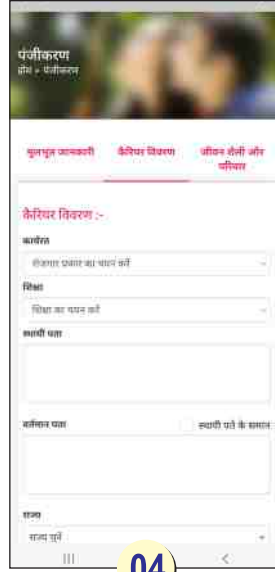 पंजीकरण
होम » पंजीकरण
मूलभूत जानकारी
कैरियर विवरण
जीवन शैली और
परिवार
कैरियर विवरण :-
कार्यरत
रोजगार प्रकार का चयन करें
शिक्षा
शिक्षा का चयन करें
स्थायी पता
वर्तमान पता
स्थायी पते के समान
राज्य
राज्य चुनें
04